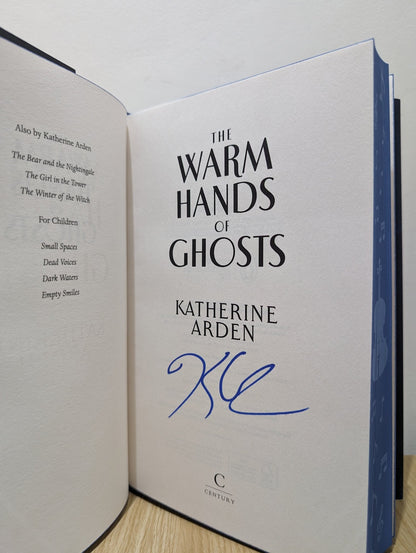 Also by Katherine Arden
The Bear and the Nightingale
The Girl in the Tower
The Winter of the Witch
For Children
Small Spaces
Dead Voices
Dark Waters
Empty Smiles
THE
WARM
HANDS
OF
GHOSTS
KATHERINE
ARDEN
C
CENTURY